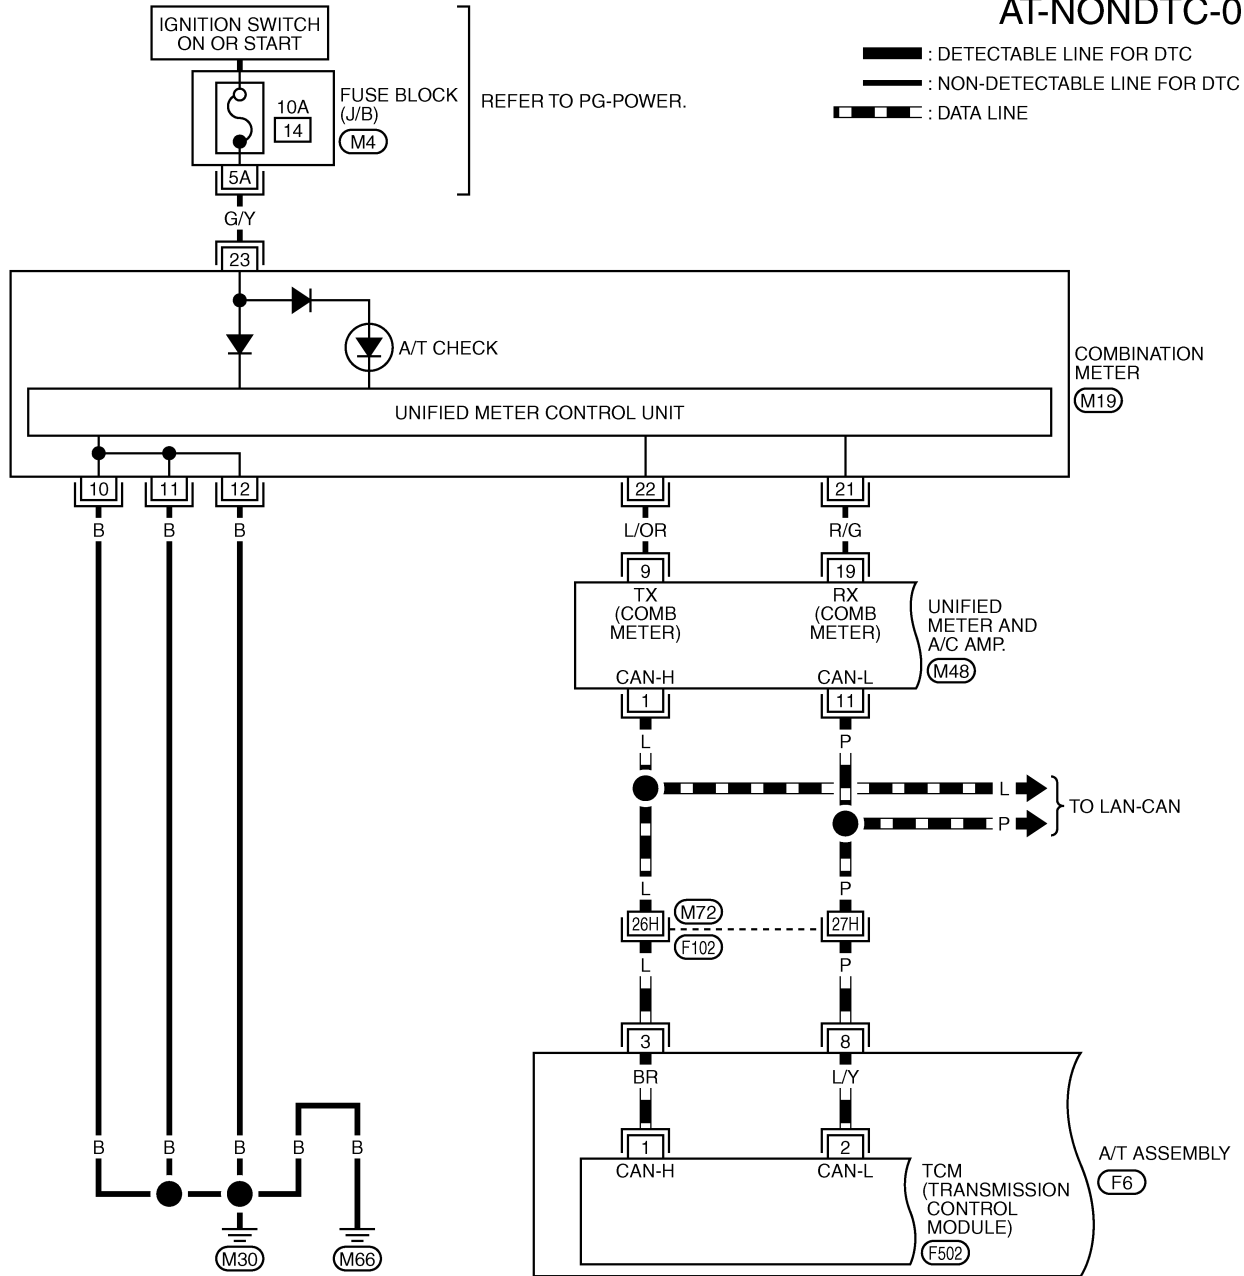 AT-NONDTC-0
IGNITION SWITCH
ON OR START
: DETECTABLE LINE FOR DTC
: NON-DETECTABLE LINE FOR DTC
: DATA LINE
10A
14
FUSE BLOCK
(J/B)
M4
REFER TO PG-POWER.
5A
G/Y
23
A/T CHECK
COMBINATION
METER
M19
UNIFIED METER CONTROL UNIT
10 11 12 22 21
B B B L/OR R/G
9 19
TX
(COMB
METER)
RX
(COMB
METER)
UNIFIED
METER AND
A/C AMP.
M48
CAN-H CAN-L
1 11
L P
L
P
TO LAN-CAN
L P
26H
M72
F102
27H
L P
3 8
BR L/Y
B B B B B
1 2
CAN-H CAN-L
A/T ASSEMBLY
F6
TCM
(TRANSMISSION
CONTROL
MODULE)
F502
M30 M66